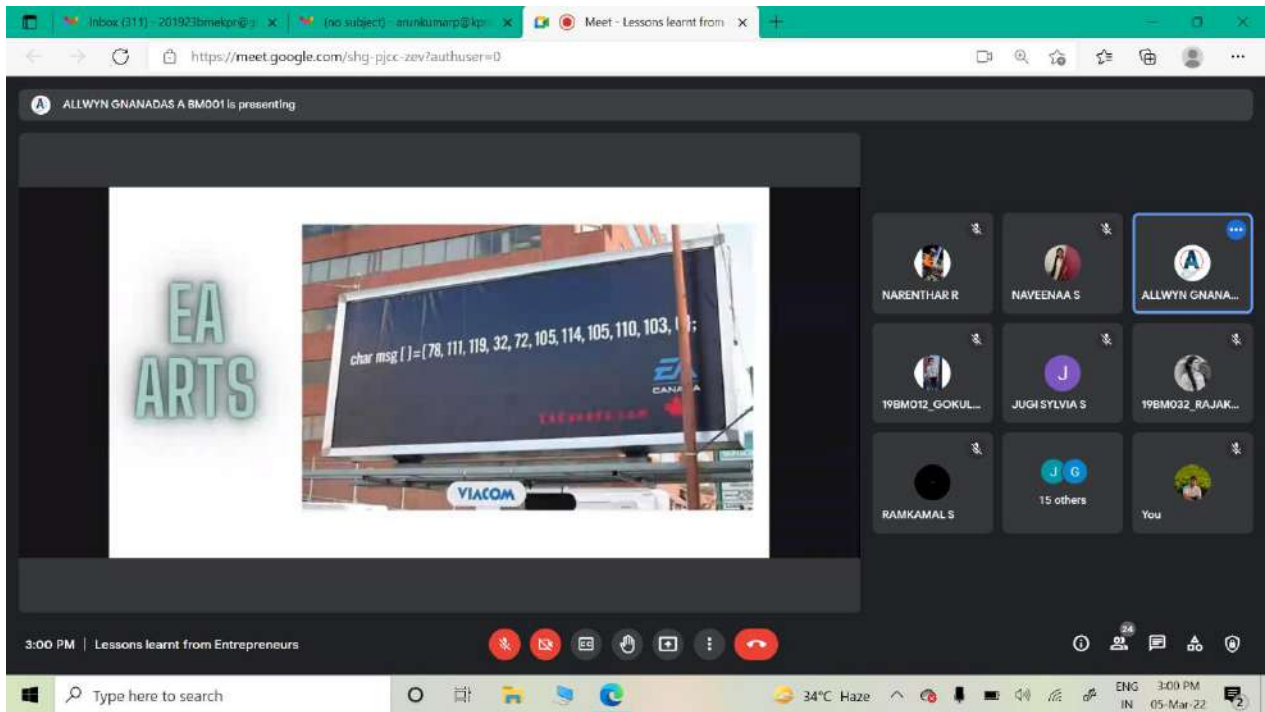 Inbox (311) - 201923bmekpr@g
(no subject) - arunkumarp@kpr
Meet - Lessons learnt from
https://meet.google.com/shg-pjcc-zev?authuser=0
A ALLWYN GNANADAS A BM001 is presenting
EA
ARTS
char msg [ ]={78, 111, 119, 32, 72, 105, 114, 105, 110, 103,
EA
VIACOM
NARENTHAR R
NAVEENAA S
A
ALLWYN GNANA...
19BM012_GOKUL...
J
JUGI SYLVIA S
19BM032_RAJAK...
RAMKAMAL S
J G
15 others
You
3:00 PM | Lessons learnt from Entrepreneurs
24
Type here to search
34°C Haze
ENG
IN
3:00 PM
05-Mar-22
2